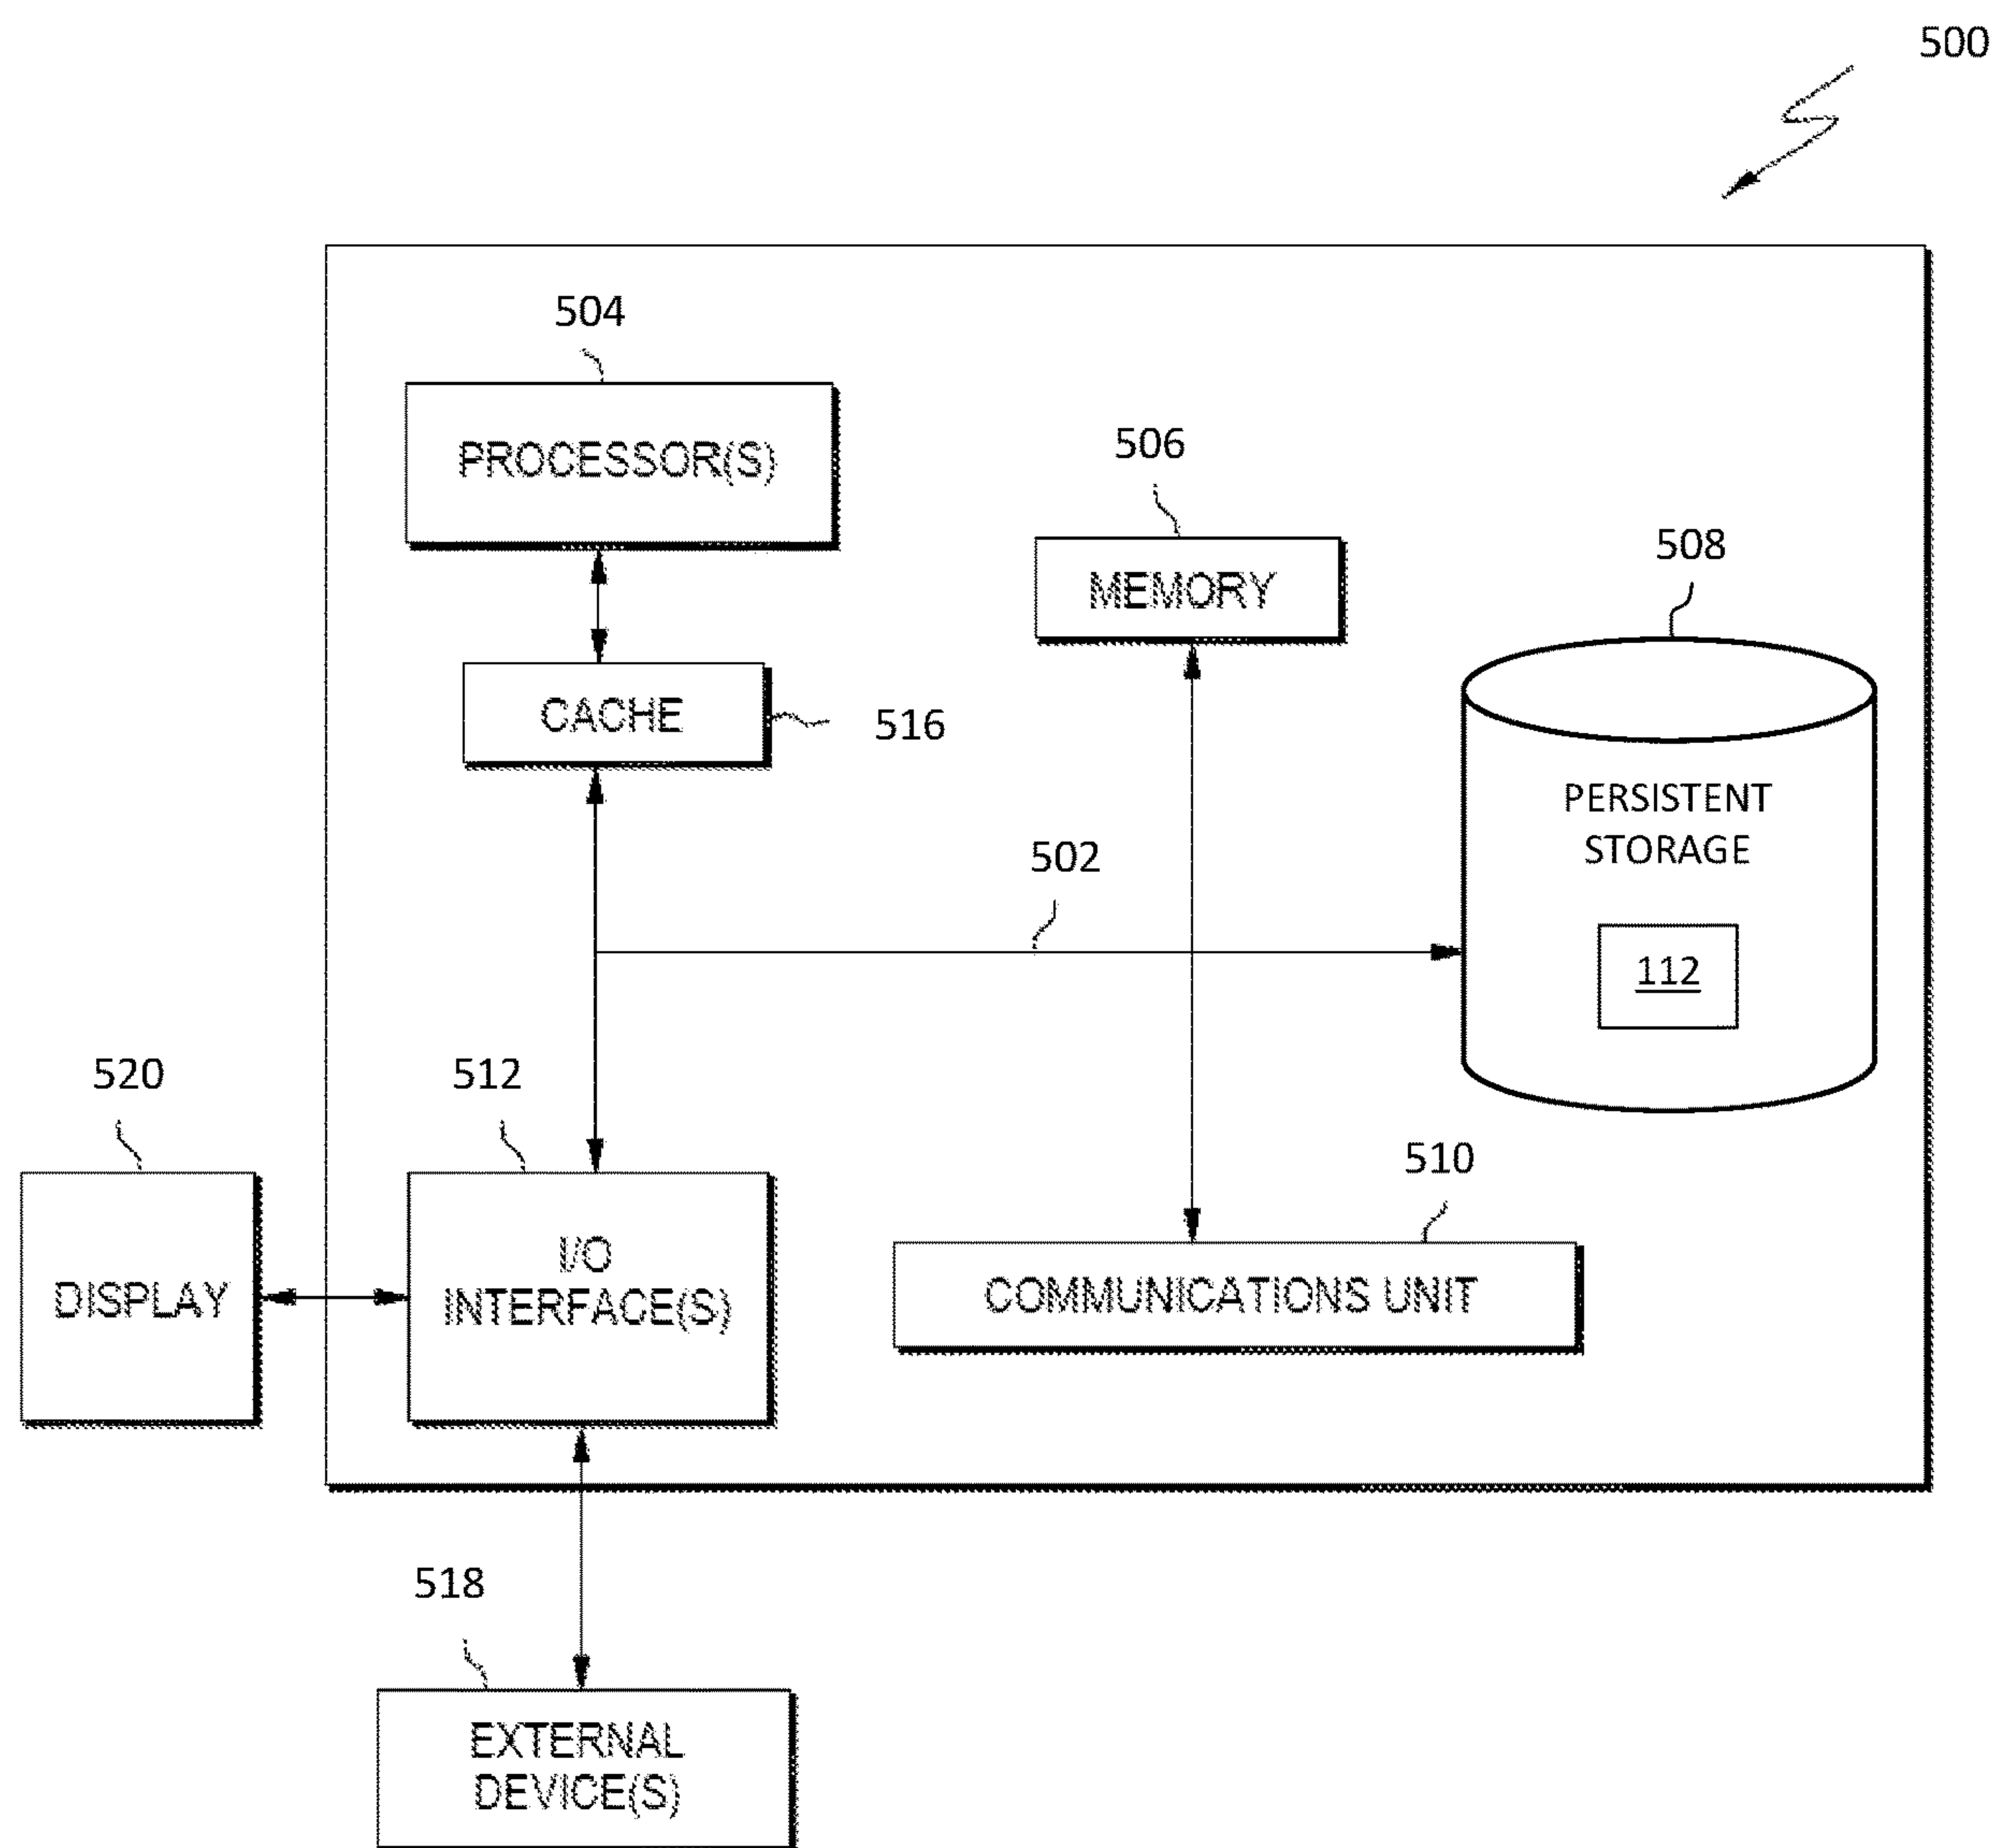 500
504
PROCESSOR(S)
506
MEMORY
508
CACHE
516
PERSISTENT
STORAGE
502
112
520
512
510
DISPLAY
I/O
INTERFACE(S)
COMMUNICATIONS UNIT
518
EXTERNAL
DEVICE(S)